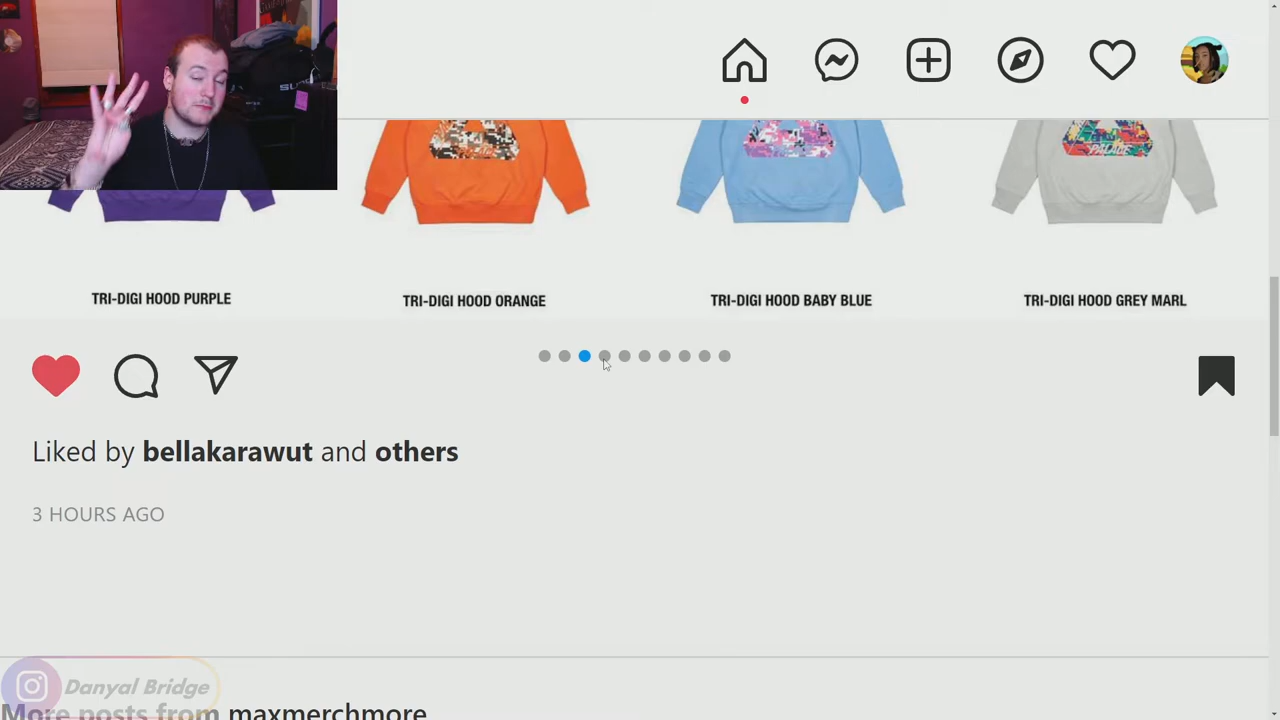 PALACE
TRI-DIGI HOOD PURPLE
TRI-DIGI HOOD ORANGE
TRI-DIGI HOOD BABY BLUE
TRI-DIGI HOOD GREY MARL
Liked by bellakarawut and others
3 HOURS AGO
Danyal Bridge
More posts from maxmerchmore